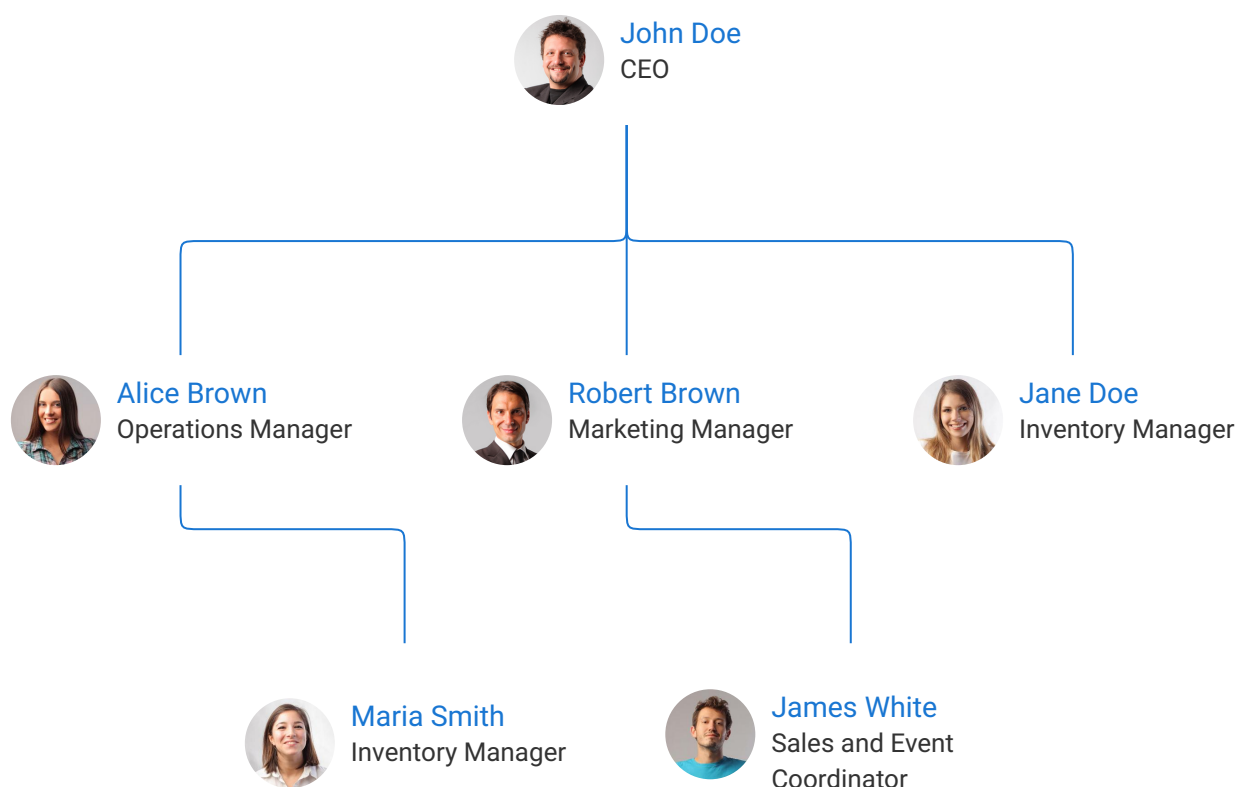 John Doe
CEO
Alice Brown
Operations Manager
Robert Brown
Marketing Manager
Jane Doe
Inventory Manager
Maria Smith
Inventory Manager
James White
Sales and Event
Coordinator